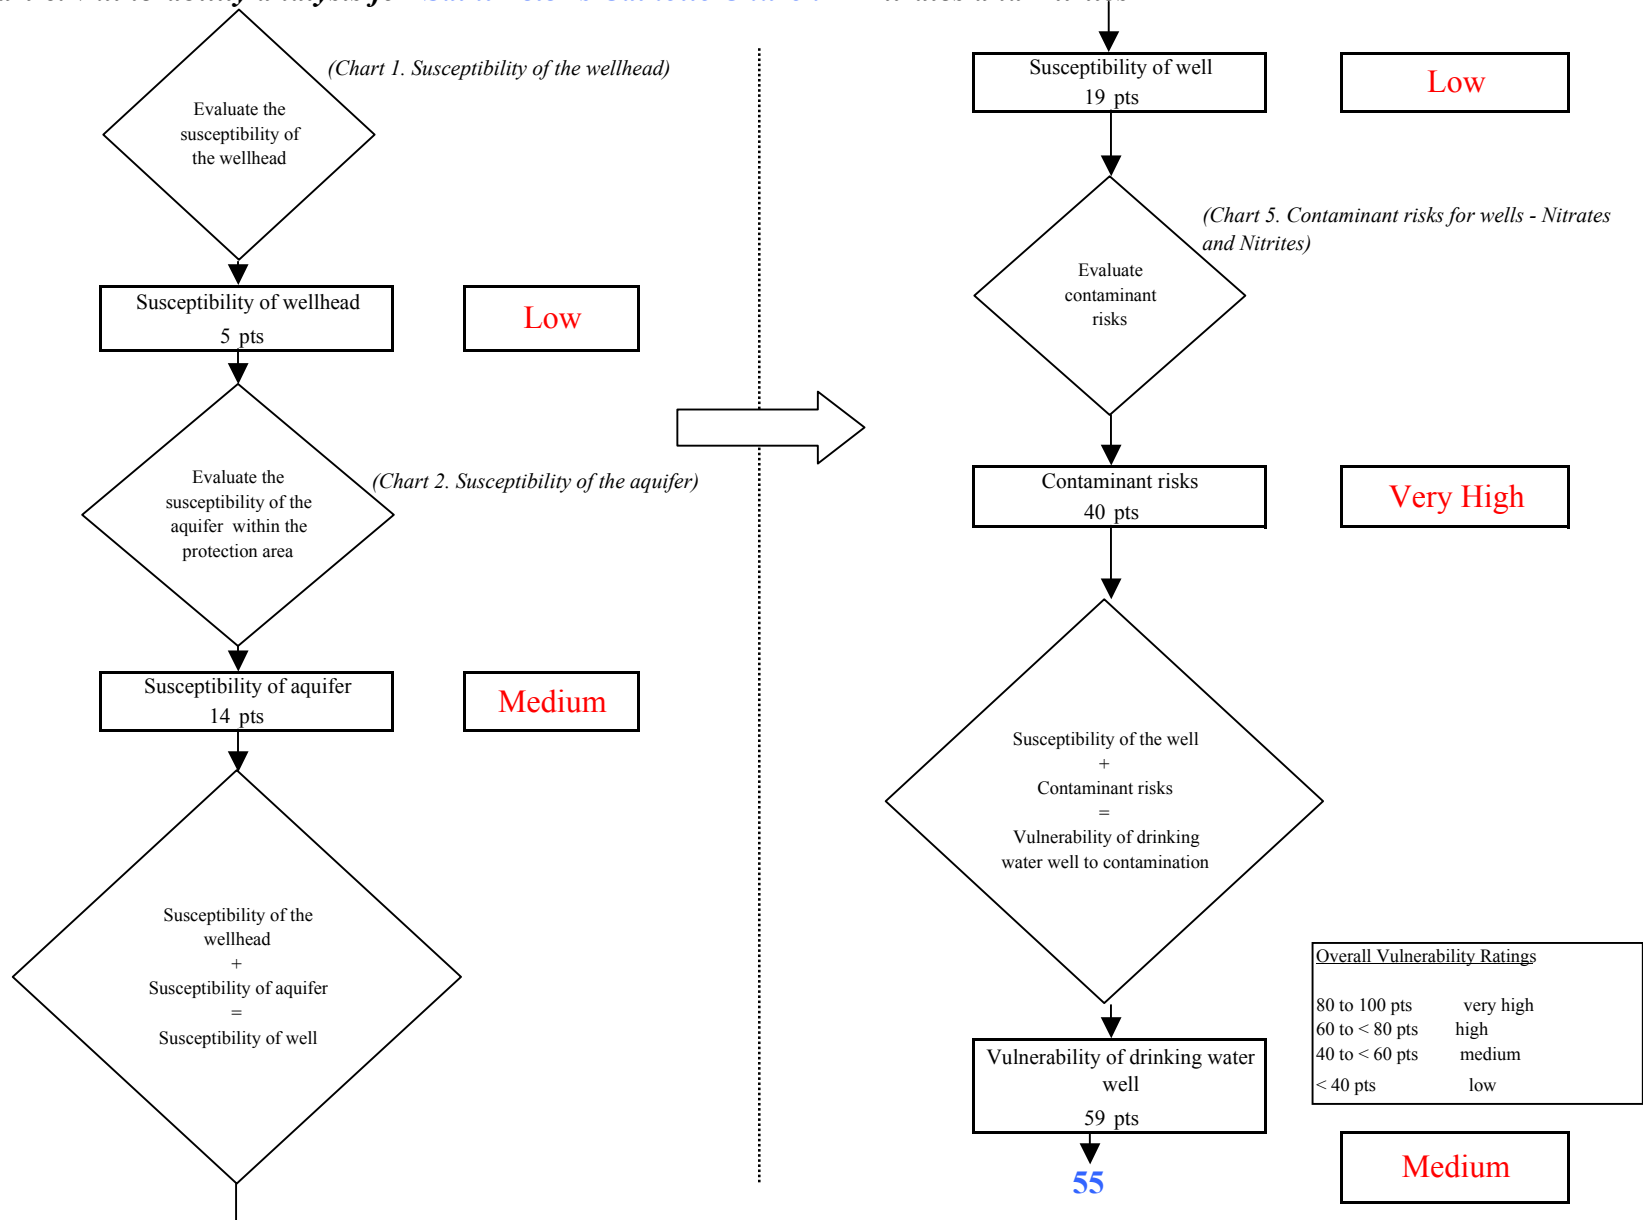 (Chart 1. Susceptibility of the wellhead)
Evaluate the
susceptibility of
the wellhead
Susceptibility of wellhead
5 pts
Low
Evaluate the
susceptibility of the
aquifer within the
protection area
(Chart 2. Susceptibility of the aquifer)
Susceptibility of aquifer
14 pts
Medium
Susceptibility of the
wellhead
+
Susceptibility of aquifer
=
Susceptibility of well
Susceptibility of well
19 pts
Low
(Chart 5. Contaminant risks for wells - Nitrates
and Nitrites)
Evaluate
contaminant
risks
Contaminant risks
40 pts
Very High
Susceptibility of the well
+
Contaminant risks
=
Vulnerability of drinking
water well to contamination
Overall Vulnerability Ratings
80 to 100 pts very high
60 to < 80 pts high
40 to < 60 pts medium
< 40 pts low
Vulnerability of drinking water
well
59 pts
55
Medium